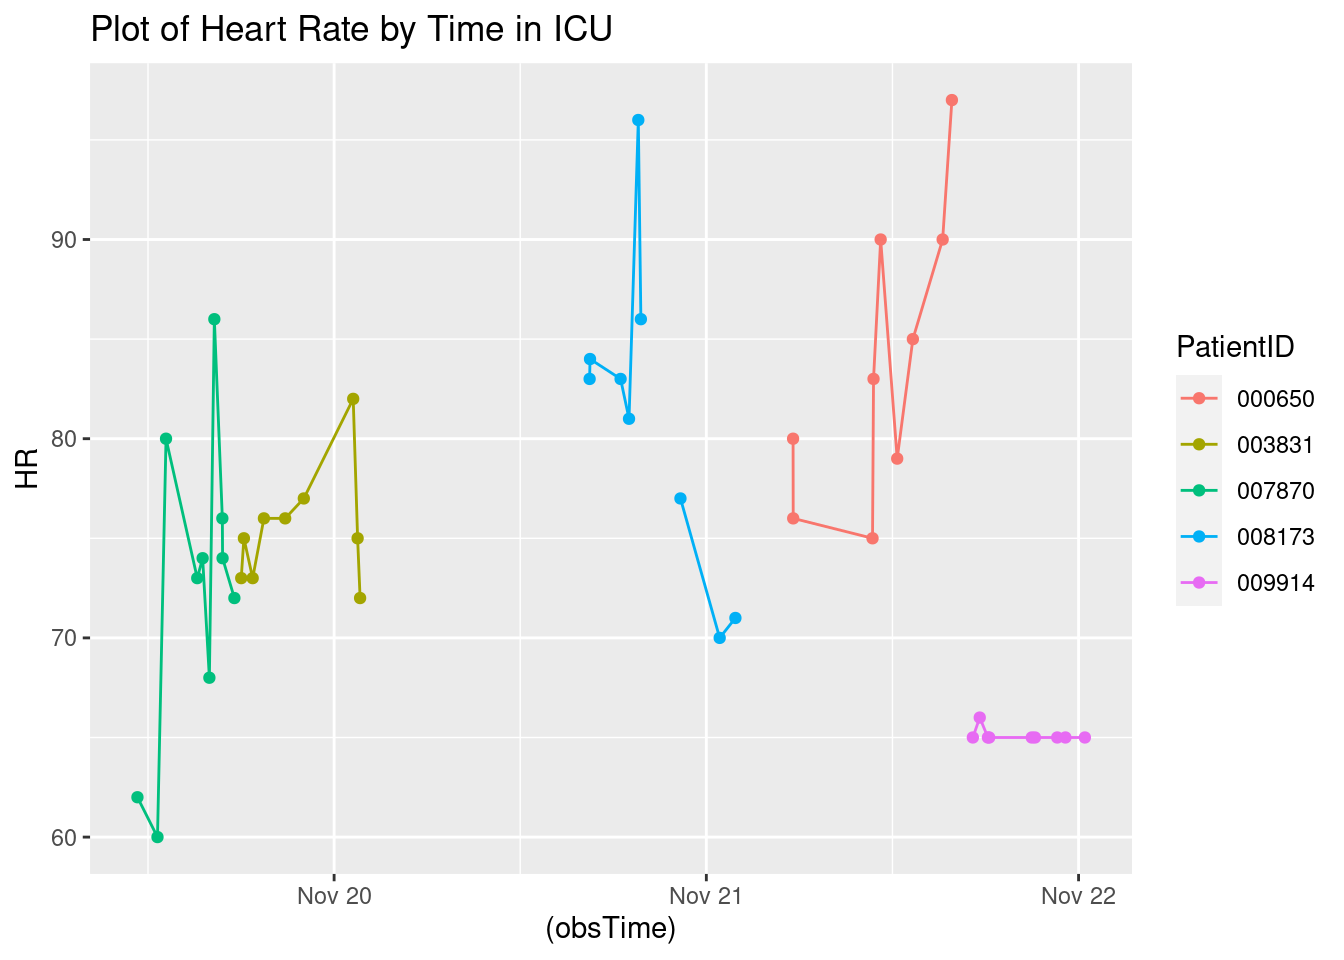 Plot of Heart Rate by Time in ICU
90
80
70
60
HR
Nov 20
Nov 21
Nov 22
(obsTime)
PatientID
000650
003831
007870
008173
009914